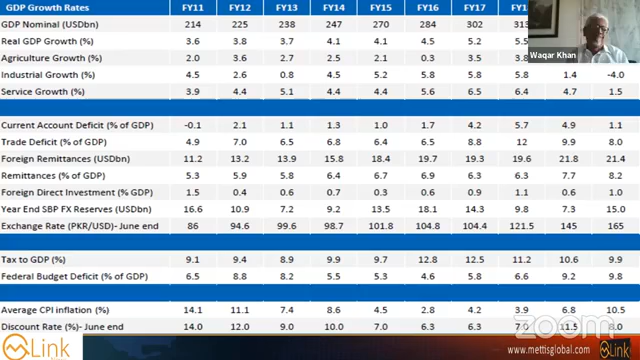 GDP Growth Rates FY11 FY12 FY13 FY14 FY15 FY16 FY17
GDP Nominal (USDbn) 214 225 238 247 270 284 302 313
Real GDP Growth (%) 3.6 3.8 3.7 4.1 4.1 4.5 5.2 5.5
Waqar Khan
Agriculture Growth (%) 2.0 3.6 2.7 2.5 2.1 0.3 3.5 3.8
Industrial Growth (%) 4.5 2.6 0.8 4.5 5.2 5.8 5.8 5.8 1.4 -4.0
Service Growth (%) 3.9 4.4 5.1 4.4 4.4 5.6 6.5 6.4 4.7 1.5
Current Account Deficit (% of GDP) -0.1 2.1 1.1 1.3 1.0 1.7 4.2 5.7 4.9 1.1
Trade Deficit (% of GDP) 4.9 7.0 6.5 6.8 6.4 6.5 8.8 12 9.9 8.0
Foreign Remittances (USDbn) 11.2 13.2 13.9 15.8 18.4 19.7 19.3 19.6 21.8 21.4
Remittances (% of GDP) 5.3 5.9 5.8 6.4 6.7 6.9 6.3 6.3 7.7 8.2
Foreign Direct Investment (% GDP) 1.5 0.4 0.6 0.7 0.3 0.6 0.9 1.1 0.6 1.0
Year End SBP FX Reserves (USDbn) 16.6 10.9 7.2 9.2 13.5 18.1 14.3 9.8 7.3 15.0
Exchange Rate (PKR/USD)- June end 86 94.6 99.6 98.7 101.8 104.8 104.4 121.5 145 165
Tax to GDP (%) 9.1 9.4 8.9 9.9 9.7 12.8 12.5 11.2 10.6 9.9
Federal Budget Deficit (% of GDP) 6.5 8.8 8.2 5.5 5.3 4.6 5.8 6.6 9.2 9.8
Average CPI inflation (%) 14.1 11.1 7.4 8.6 4.5 2.8 4.2 3.9 6.8 10.5
Discount Rate (%)- June end 14.0 12.0 9.0 10.0 7.0 6.3 6.3 7.0 11.5 8.0
zoom
Link www.mettisglobal.com Link